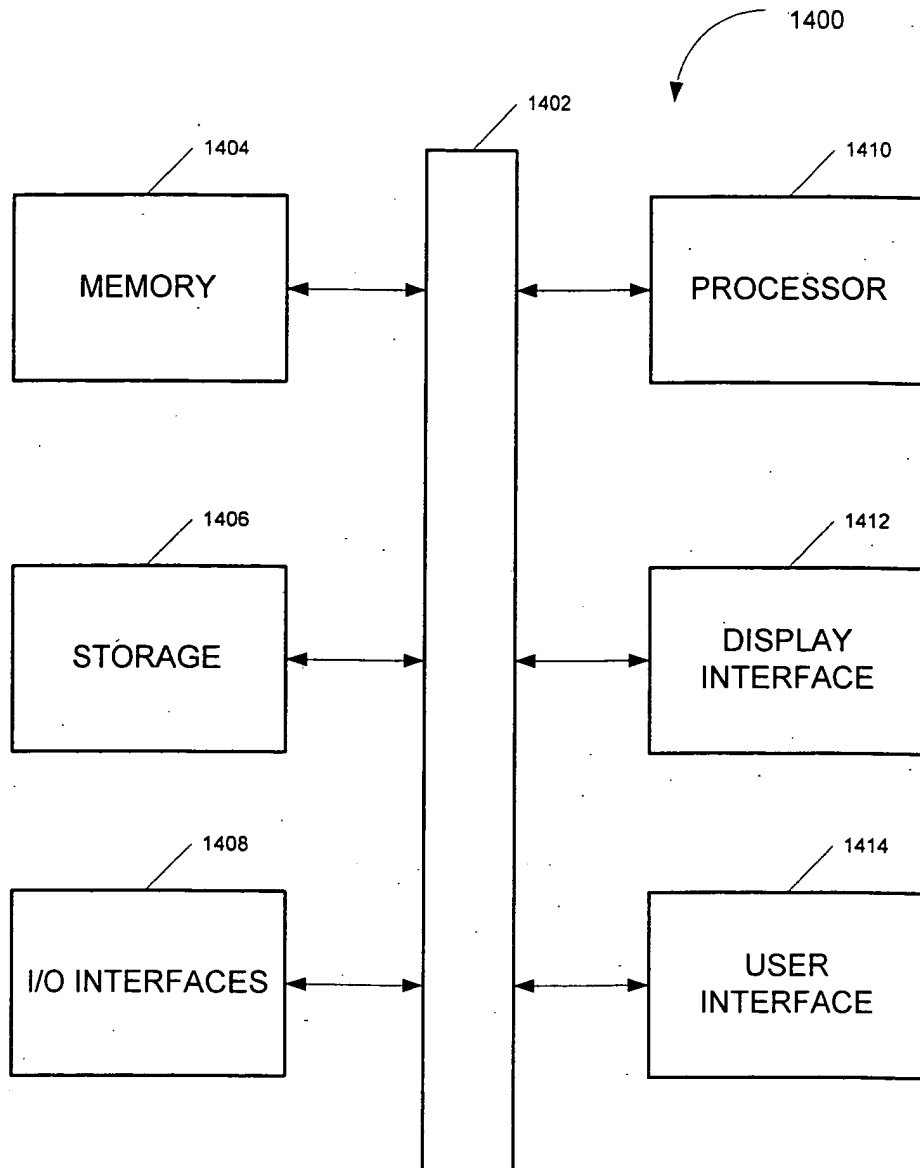 1400
1402
1404
MEMORY
1410
PROCESSOR
1406
STORAGE
1412
DISPLAY
INTERFACE
1408
I/O INTERFACES
1414
USER
INTERFACE